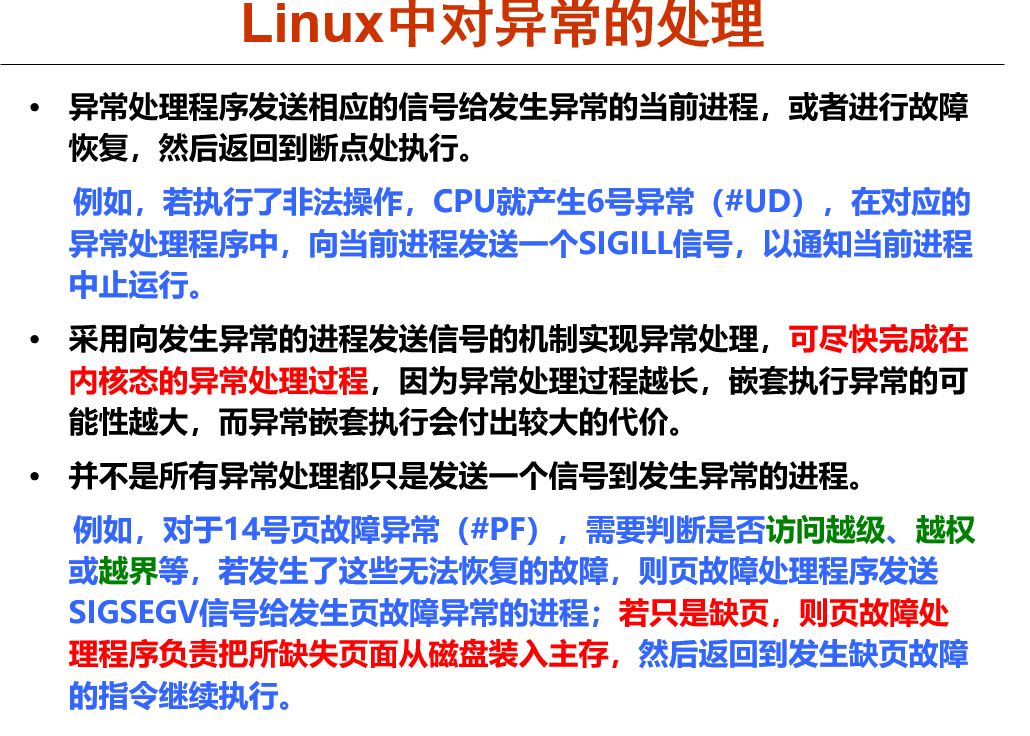 Linux中对异常的处理
• 异常处理程序发送相应的信号给发生异常的当前进程，或者进行故障
恢复，然后返回到断点处执行。
例如，若执行了非法操作，CPU就产生6号异常（#UD），在对应的
异常处理程序中，向当前进程发送一个SIGILL信号，以通知当前进程
中止运行。
• 采用向发生异常的进程发送信号的机制实现异常处理，可尽快完成在
内核态的异常处理过程，因为异常处理过程越长，嵌套执行异常的可
能性越大，而异常嵌套执行会付出较大的代价。
• 并不是所有异常处理都只是发送一个信号到发生异常的进程。
例如，对于14号页故障异常（#PF），需要判断是否访问越级、越权
或越界等，若发生了这些无法恢复的故障，则页故障处理程序发送
SIGSEGV信号给发生页故障异常的进程；若只是缺页，则页故障处
理程序负责把所缺失页面从磁盘装入主存，然后返回到发生缺页故障
的指令继续执行。